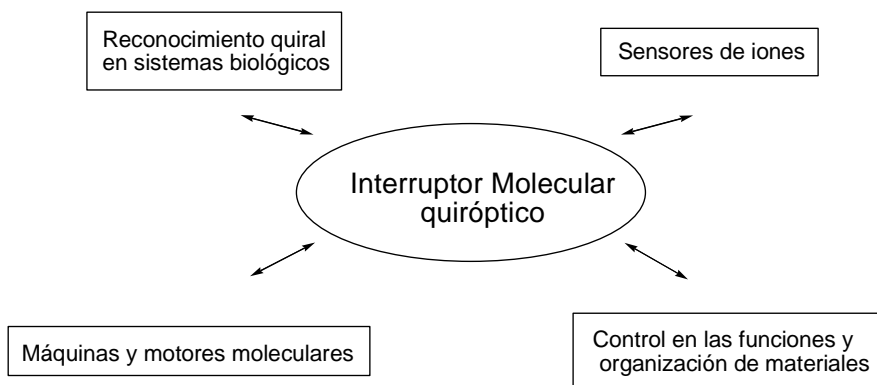 Reconocimiento quiral
en sistemas biológicos
Sensores de iones
Interruptor Molecular
quiróptico
Máquinas y motores moleculares
Control en las funciones y
organización de materiales